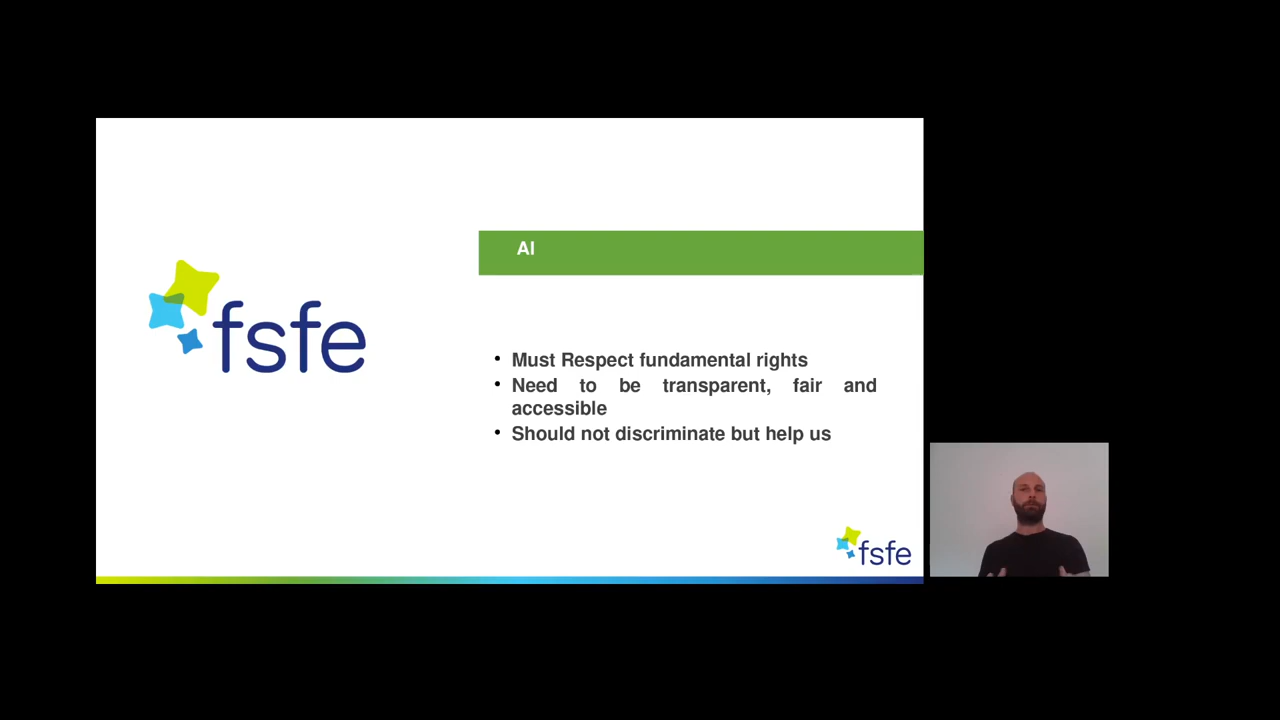 AI
fsfe
• Must Respect fundamental rights
• Need to be transparent, fair and
accessible
• Should not discriminate but help us
fsfe